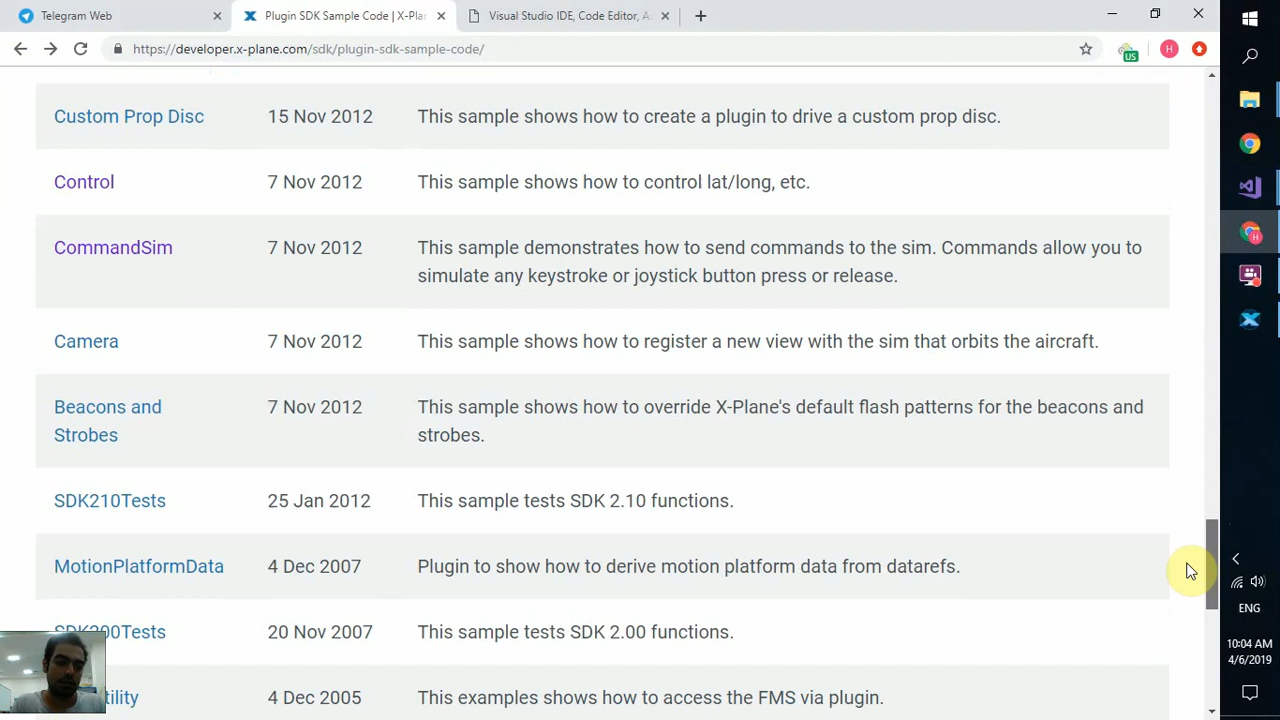 Telegram Web
Plugin SDK Sample Code | X-Plan
Visual Studio IDE, Code Editor, A
https://developer.x-plane.com/sdk/plugin-sdk-sample-code/
H
US
Custom Prop Disc 15 Nov 2012 This sample shows how to create a plugin to drive a custom prop disc.
Control 7 Nov 2012 This sample shows how to control lat/long, etc.
CommandSim 7 Nov 2012 This sample demonstrates how to send commands to the sim. Commands allow you to
simulate any keystroke or joystick button press or release.
Camera 7 Nov 2012 This sample shows how to register a new view with the sim that orbits the aircraft.
Beacons and 7 Nov 2012 This sample shows how to override X-Plane's default flash patterns for the beacons and
Strobes strobes.
SDK210Tests 25 Jan 2012 This sample tests SDK 2.10 functions.
MotionPlatformData 4 Dec 2007 Plugin to show how to derive motion platform data from datarefs.
SDK200Tests 20 Nov 2007 This sample tests SDK 2.00 functions.
tility 4 Dec 2005 This examples shows how to access the FMS via plugin.
ENG
10:04 AM
4/6/2019